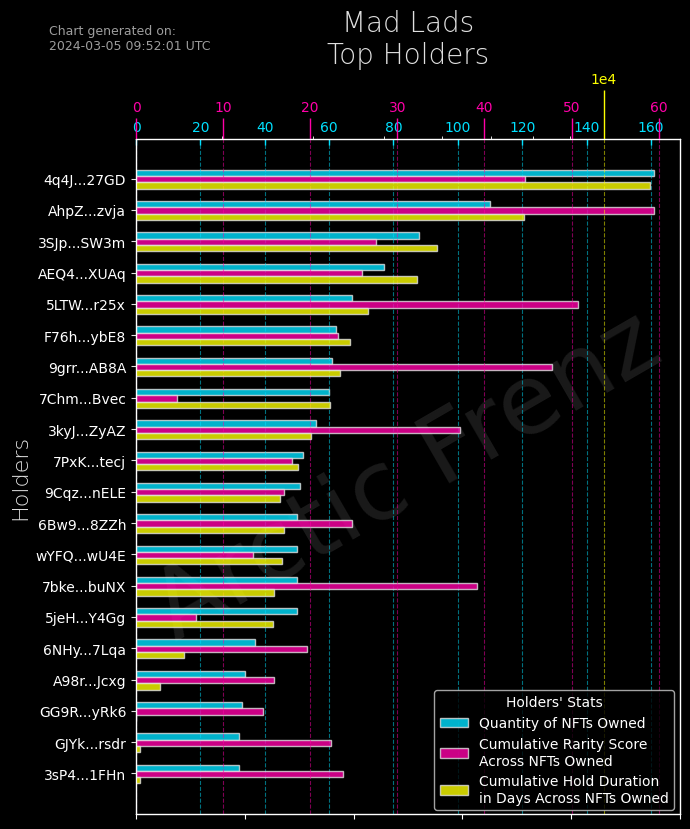 Chart generated on:
2024-03-05 09:52:01 UTC
Mad Lads
Top Holders
1e4
0 10 20 30 40 50 60
0 20 40 60 80 100 120 140 160
4q4J...27GD
AhpZ...zvja
3SJp...SW3m
AEQ4...XUAq
5LTW...r25x
F76h...ybE8
9grr...AB8A
7Chm...Bvec
3kyJ...ZyAZ
7PxK...tecj
9Cqz...nELE
6Bw9...8ZZh
wYFQ...wU4E
7bke...buNX
5jeH...Y4Gg
6NHy...7Lqa
A98r...Jcxg
GG9R...yRk6
GJYk...rsdr
3sP4...1FHn
Holders
Arctic Frenz
Holders' Stats
Quantity of NFTs Owned
Cumulative Rarity Score
Across NFTs Owned
Cumulative Hold Duration
in Days Across NFTs Owned